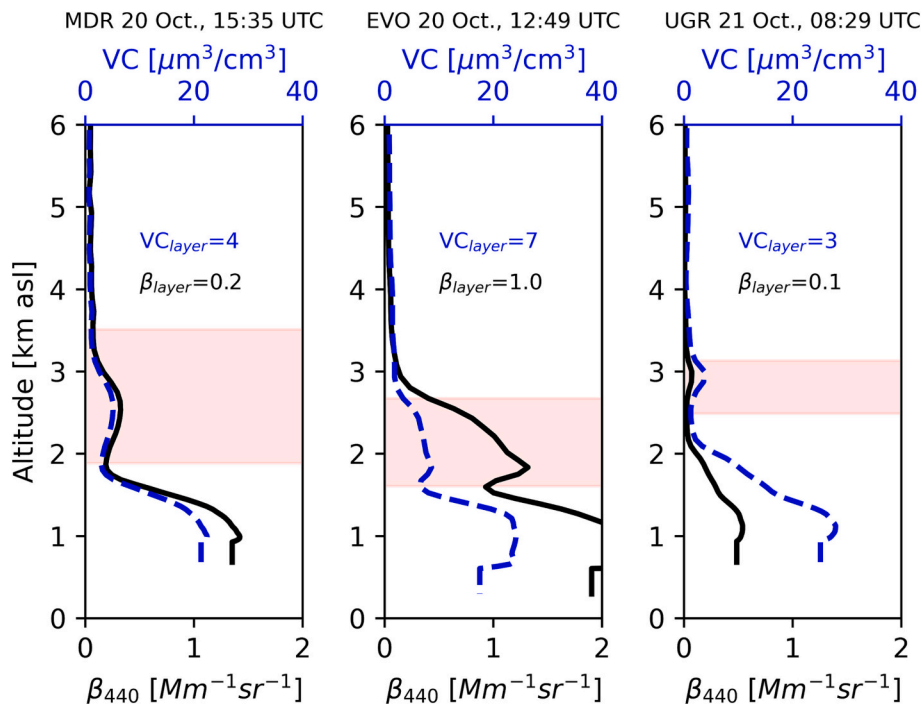 MDR 20 Oct., 15:35 UTC
EVO 20 Oct., 12:49 UTC
UGR 21 Oct., 08:29 UTC
VC [μm³/cm³]
VC [μm³/cm³]
VC [μm³/cm³]
0 20 40
0 20 40
0 20 40
6
5
4
3
2
1
0
Altitude [km asl]
VC_layer=4
β_layer=0.2
0 1 2
β₄₄₀ [Mm⁻¹sr⁻¹]
6
5
4
3
2
1
0
VC_layer=7
β_layer=1.0
0 1 2
β₄₄₀ [Mm⁻¹sr⁻¹]
6
5
4
3
2
1
0
VC_layer=3
β_layer=0.1
0 1 2
β₄₄₀ [Mm⁻¹sr⁻¹]